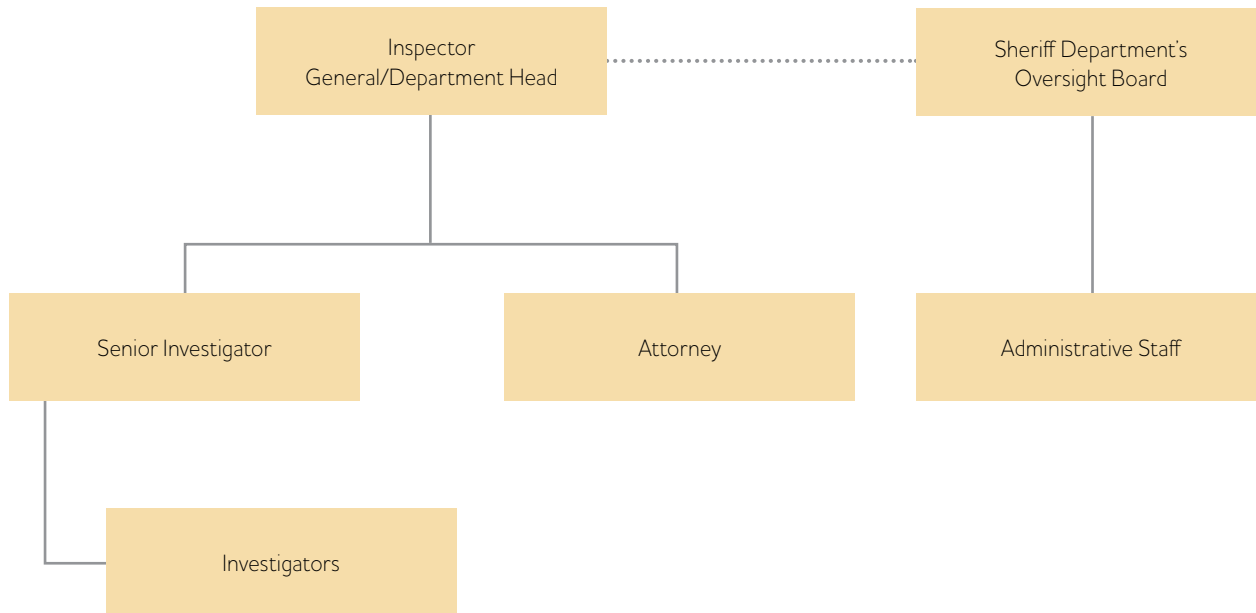 Inspector
General/Department Head
Sheriff Department's
Oversight Board
Senior Investigator
Attorney
Administrative Staff
Investigators